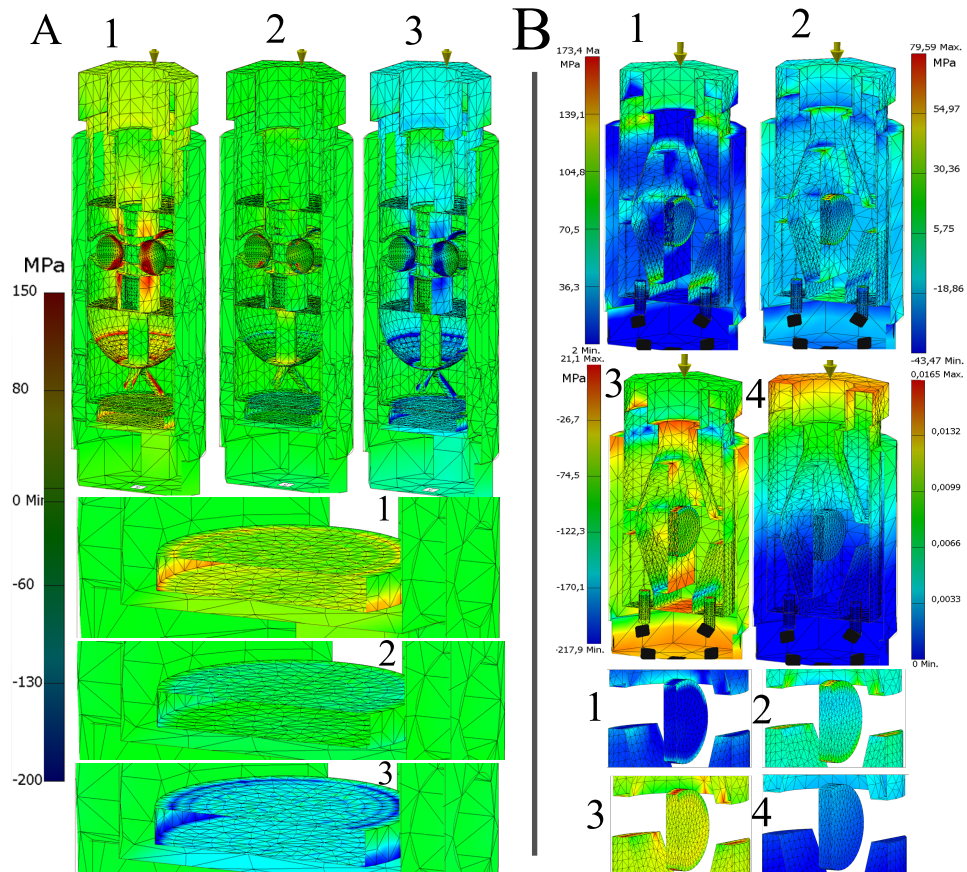 A
1
2
3
MPa
150
80
0 Min
-60
-130
-200
1
2
3
B
1
2
173,4 Ma
MPa
139,1
104,8
70,5
36,3
2 Min.
79,59 Max.
MPa
54,97
30,36
5,75
-18,86
-43,47 Min.
3
4
21,1 Max.
MPa
-26,7
-74,5
-122,3
-170,1
-217,9 Min.
0,0165 Max.
0,0132
0,0099
0,0066
0,0033
0 Min.
1
2
3
4